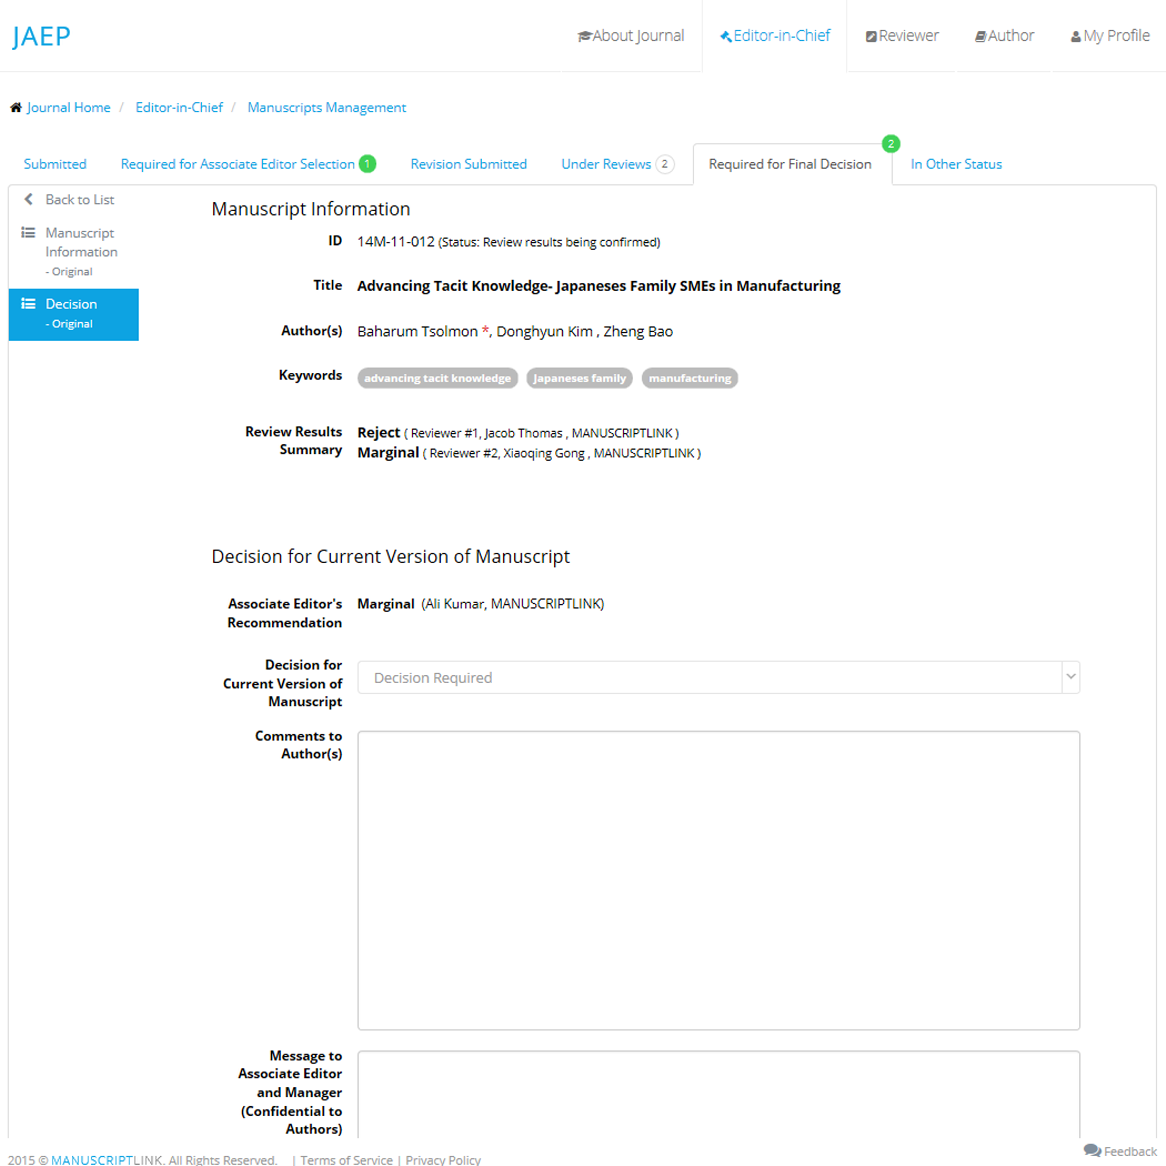 JAEP
About Journal
Editor-in-Chief
Reviewer
Author
My Profile
Journal Home / Editor-in-Chief / Manuscripts Management
Submitted
Required for Associate Editor Selection 1
Revision Submitted
Under Reviews 2
Required for Final Decision 2
In Other Status
Back to List
Manuscript
Information
- Original
Decision
- Original
Manuscript Information
ID 14M-11-012 (Status: Review results being confirmed)
Title Advancing Tacit Knowledge- Japaneses Family SMEs in Manufacturing
Author(s) Baharum Tsolmon *, Donghyun Kim , Zheng Bao
Keywords advancing tacit knowledge Japaneses family manufacturing
Review Results
Summary
Reject ( Reviewer #1, Jacob Thomas , MANUSCRIPTLINK )
Marginal ( Reviewer #2, Xiaoqing Gong , MANUSCRIPTLINK )
Decision for Current Version of Manuscript
Associate Editor's
Recommendation
Marginal (Ali Kumar, MANUSCRIPTLINK)
Decision for
Current Version of
Manuscript
Decision Required
Comments to
Author(s)
Message to
Associate Editor
and Manager
(Confidential to
Authors)
2015 © MANUSCRIPTLINK. All Rights Reserved. | Terms of Service | Privacy Policy
Feedback